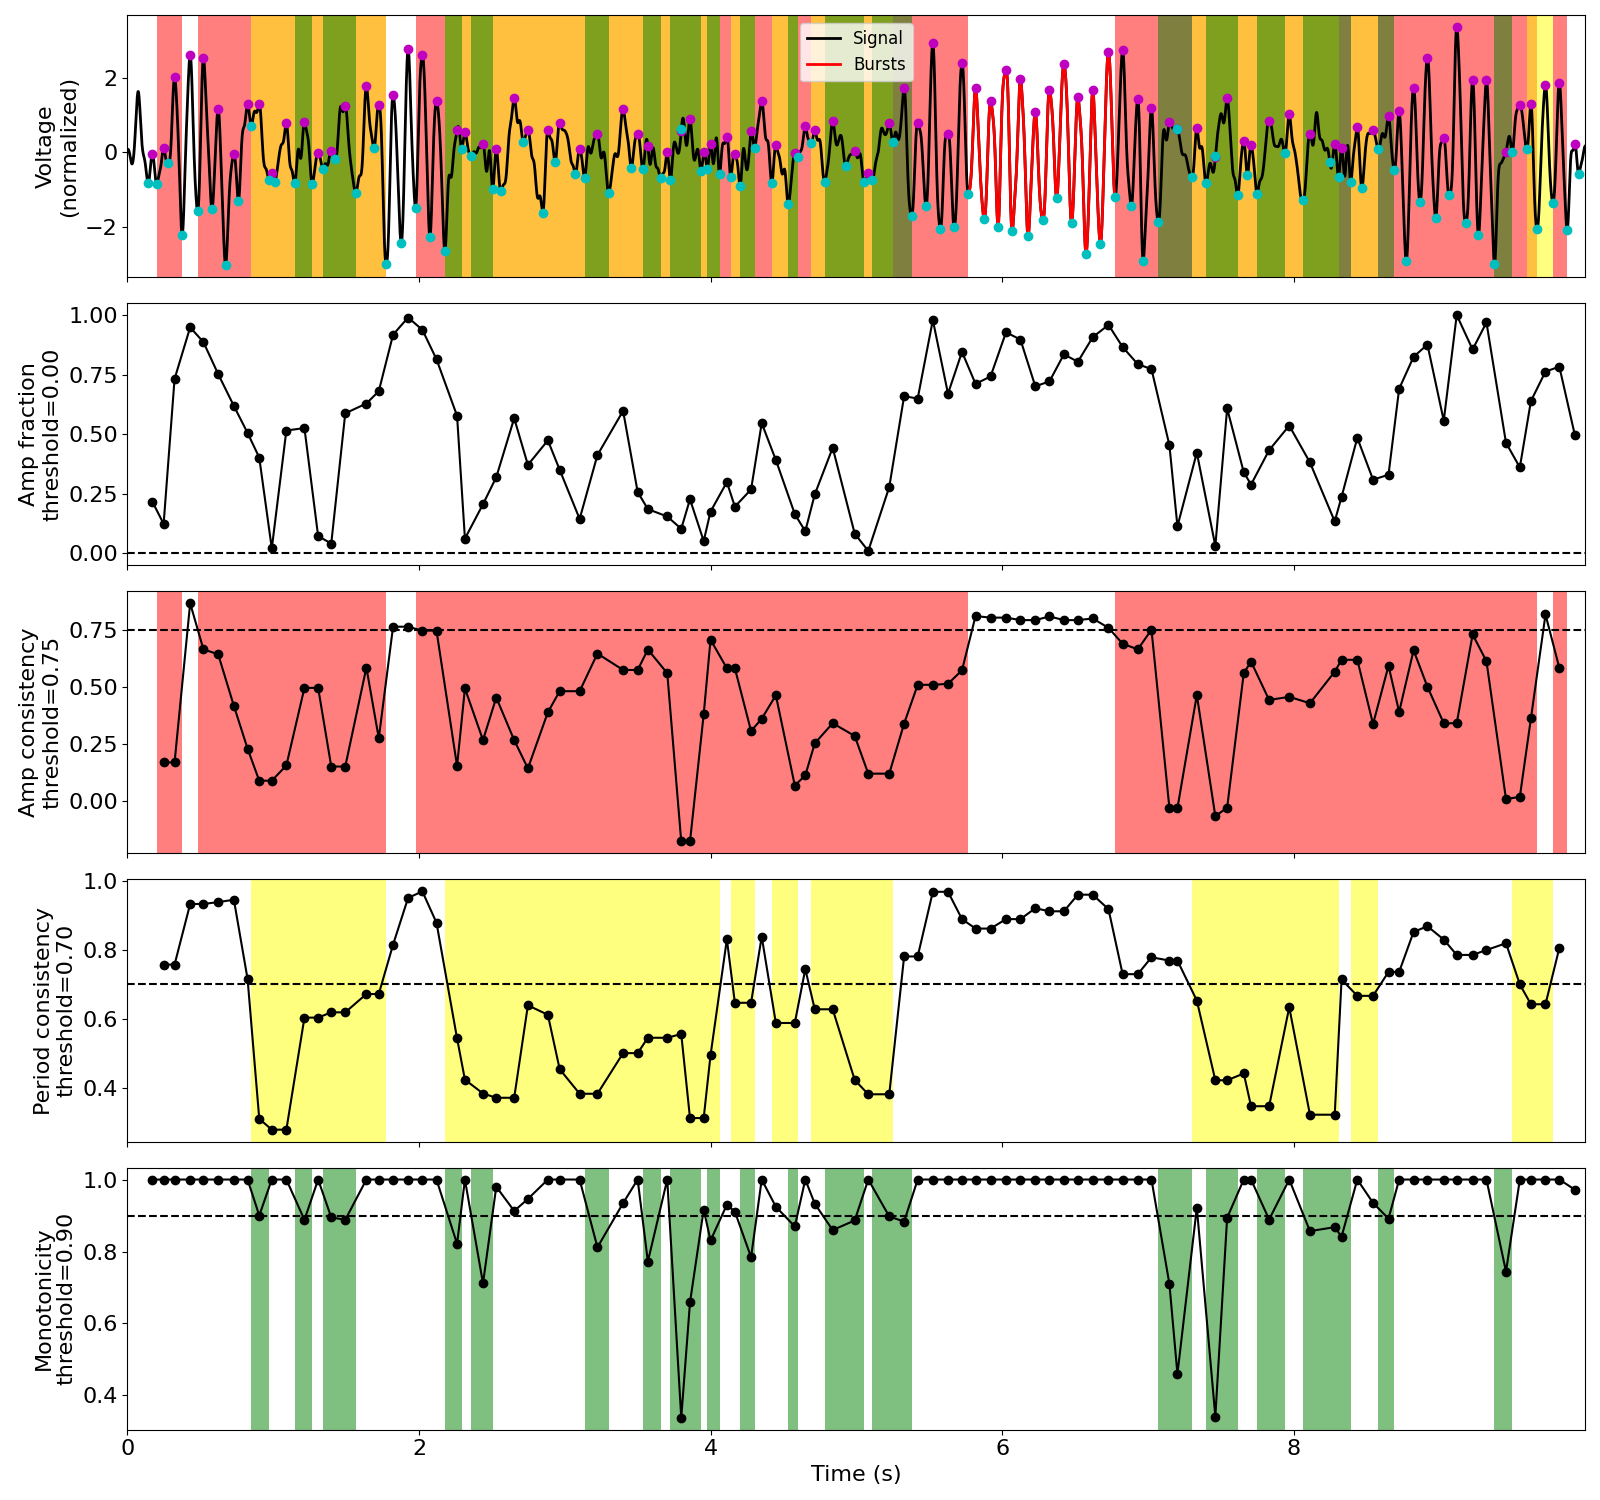 Voltage
(normalized)
2
0
−2
Signal
Bursts
Amp fraction
threshold=0.00
1.00
0.75
0.50
0.25
0.00
Amp consistency
threshold=0.75
0.75
0.50
0.25
0.00
Period consistency
threshold=0.70
1.0
0.8
0.6
0.4
Monotonicity
threshold=0.90
1.0
0.8
0.6
0.4
0
2
4
6
8
Time (s)